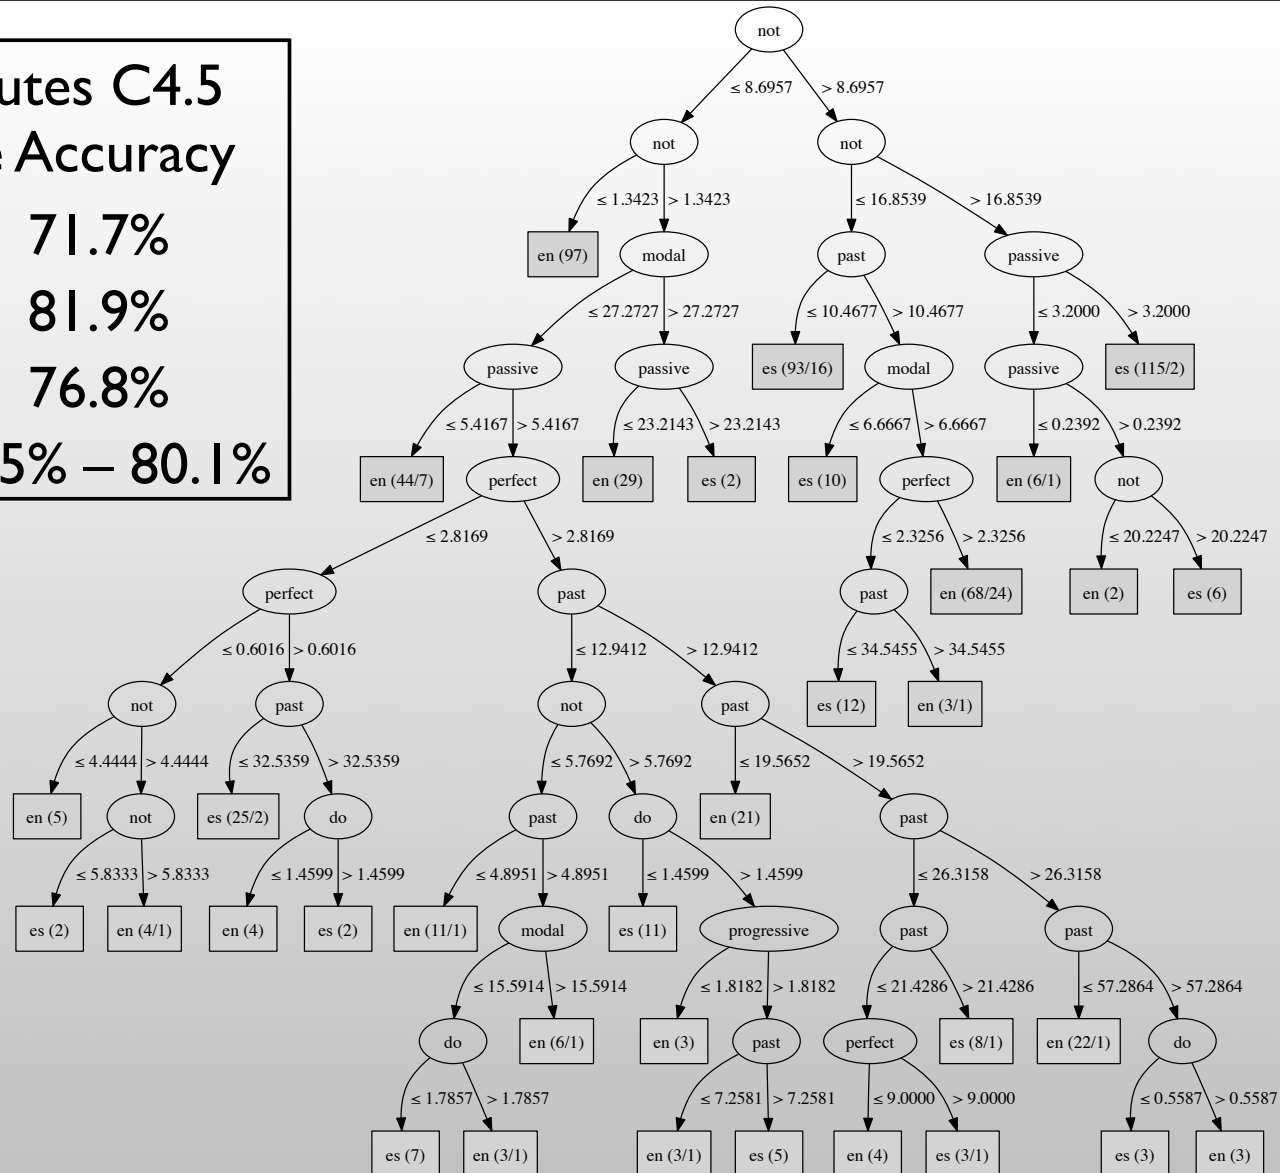 utes C4.5
e Accuracy
71.7%
81.9%
76.8%
5% – 80.1%
not
≤ 8.6957 > 8.6957
not not
≤ 1.3423 > 1.3423 ≤ 16.8539 > 16.8539
en (97) modal past passive
≤ 27.2727 > 27.2727 ≤ 10.4677 > 10.4677 ≤ 3.2000 > 3.2000
passive passive es (93/16) modal passive es (115/2)
≤ 5.4167 > 5.4167 ≤ 23.2143 > 23.2143 ≤ 6.6667 > 6.6667 ≤ 0.2392 > 0.2392
en (44/7) perfect en (29) es (2) es (10) perfect en (6/1) not
≤ 2.8169 > 2.8169 ≤ 2.3256 > 2.3256 ≤ 20.2247 > 20.2247
perfect past past en (68/24) en (2) es (6)
≤ 0.6016 > 0.6016 ≤ 12.9412 > 12.9412 ≤ 34.5455 > 34.5455
not past not past es (12) en (3/1)
≤ 4.4444 > 4.4444 ≤ 32.5359 > 32.5359 ≤ 5.7692 > 5.7692 ≤ 19.5652 > 19.5652
en (5) not es (25/2) do past do en (21) past
≤ 5.8333 > 5.8333 ≤ 1.4599 > 1.4599 ≤ 4.8951 > 4.8951 ≤ 1.4599 > 1.4599 ≤ 26.3158 > 26.3158
es (2) en (4/1) en (4) es (2) en (11/1) modal es (11) progressive past past
≤ 15.5914 > 15.5914 ≤ 1.8182 > 1.8182 ≤ 21.4286 > 21.4286 ≤ 57.2864 > 57.2864
do en (6/1) en (3) past perfect es (8/1) en (22/1) do
≤ 1.7857 > 1.7857 ≤ 7.2581 > 7.2581 ≤ 9.0000 > 9.0000 ≤ 0.5587 > 0.5587
es (7) en (3/1) en (3/1) es (5) en (4) es (3/1) es (3) en (3)